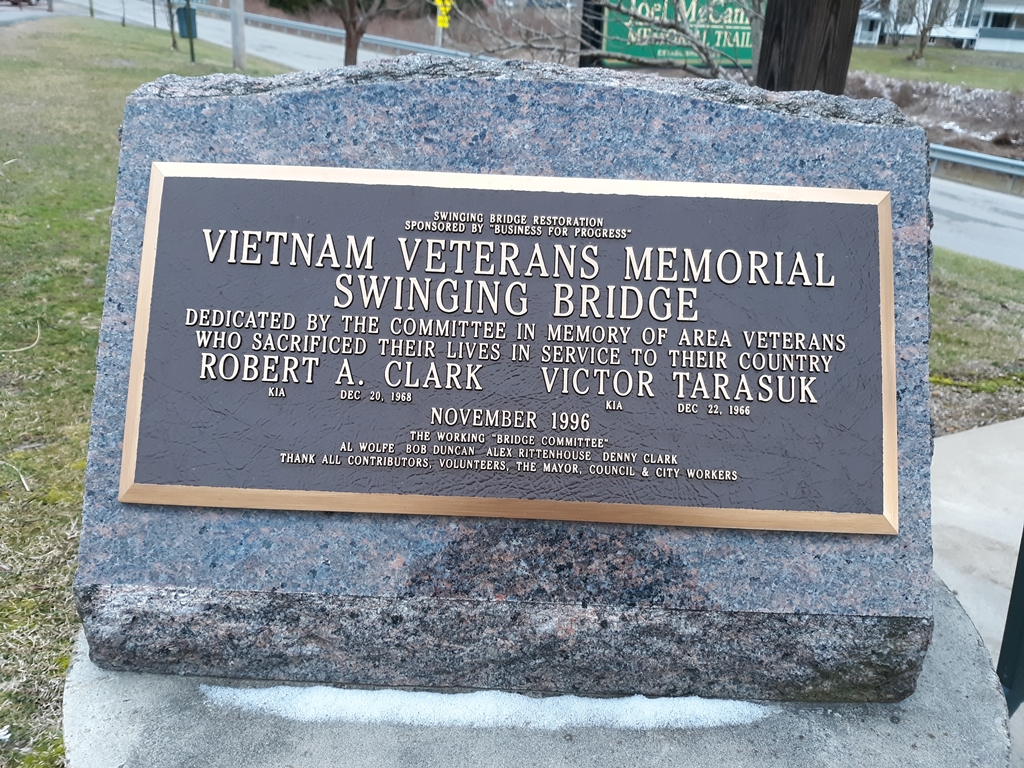 Joel McCann
MEMORIAL TRAIL
SWINGING BRIDGE RESTORATION
SPONSORED BY "BUSINESS FOR PROGRESS"
VIETNAM VETERANS MEMORIAL
SWINGING BRIDGE
DEDICATED BY THE COMMITTEE IN MEMORY OF AREA VETERANS
WHO SACRIFICED THEIR LIVES IN SERVICE TO THEIR COUNTRY
ROBERT A. CLARK VICTOR TARASUK
KIA DEC 20, 1968 KIA DEC 22, 1966
NOVEMBER 1996
THE WORKING "BRIDGE COMMITTEE"
AL WOLFE BOB DUNCAN ALEX RITTENHOUSE DENNY CLARK
THANK ALL CONTRIBUTORS, VOLUNTEERS, THE MAYOR, COUNCIL & CITY WORKERS